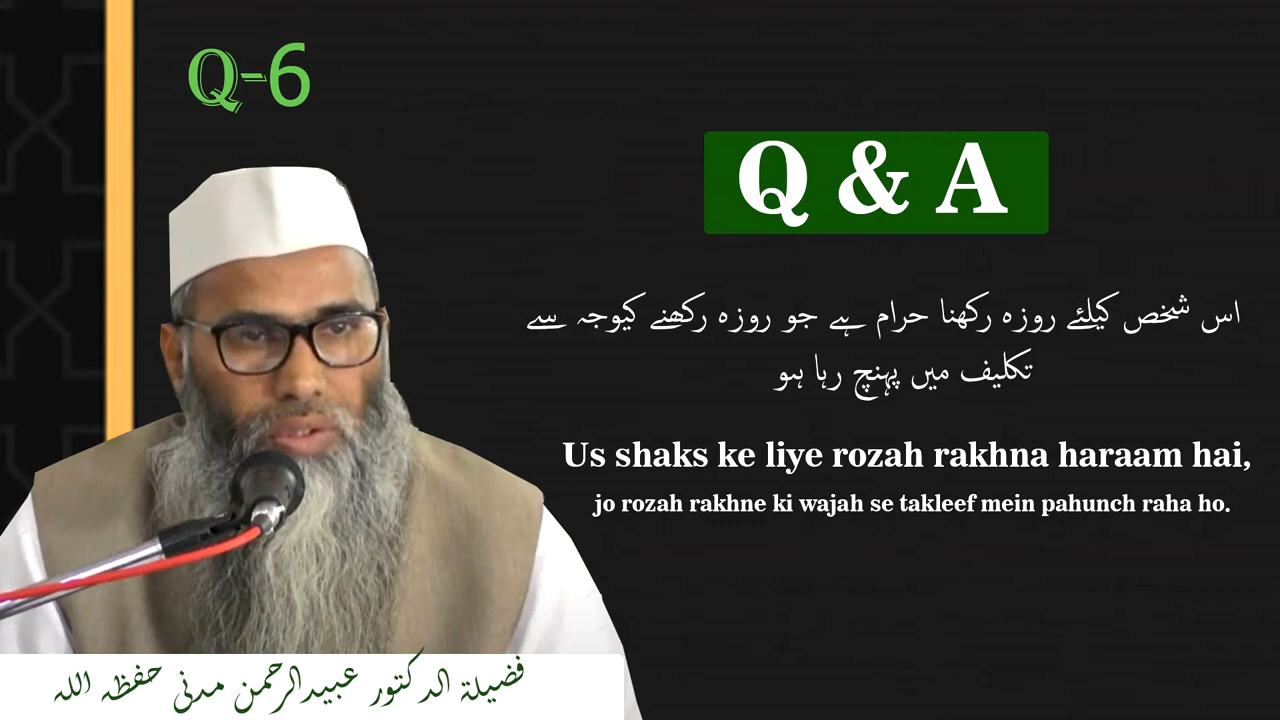 Q-6
Q & A
اس شخص کیلئے روزہ رکھنا حرام ہے جو روزہ رکھنے کیوجہ سے
تکلیف میں پہنچ رہا ہو
Us shaks ke liye rozah rakhna haraam hai,
jo rozah rakhne ki wajah se takleef mein pahunch raha ho.
فضیلۃ الدکتور عبیدالرحمن مدنی حفظہ اللہ